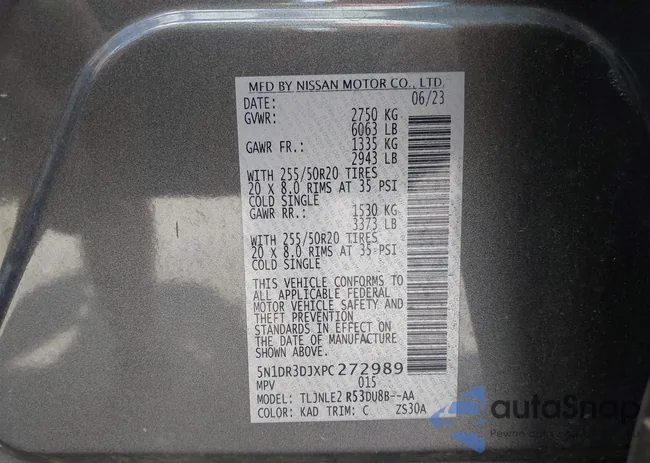 MFD BY NISSAN MOTOR CO., LTD.
DATE: 06/23
GVWR: 2750 KG
6063 LB
GAWR FR.: 1335 KG
2943 LB
WITH 255/50R20 TIRES
20 X 8.0 RIMS AT 35 PSI
COLD SINGLE
GAWR RR.: 1530 KG
3373 LB
WITH 255/50R20 TIRES
20 X 8.0 RIMS AT 35 PSI
COLD SINGLE
THIS VEHICLE CONFORMS TO
ALL APPLICABLE FEDERAL
MOTOR VEHICLE SAFETY AND
THEFT PREVENTION
STANDARDS IN EFFECT ON
THE DATE OF MANUFACTURE
SHOWN ABOVE.
5N1DR3DJXPC272989
MPV 015
MODEL: TLJNLE2 R53DU8B--AA
COLOR: KAD TRIM: C ZS30A
autoSnap